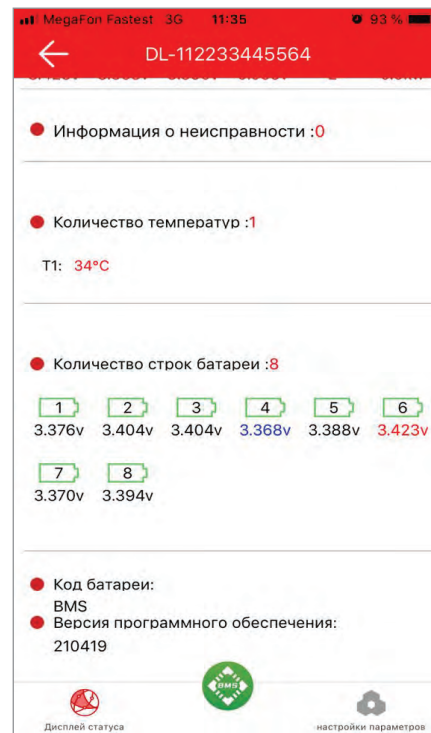 MegaFon Fastest 3G 11:35 93 %
DL-112233445564
Информация о неисправности :0
Количество температур :1
T1: 34°C
Количество строк батареи :8
1 2 3 4 5 6
3.376v 3.404v 3.404v 3.368v 3.388v 3.423v
7 8
3.370v 3.394v
Код батареи:
BMS
Версия программного обеспечения:
210419
BMS
Дисплей статуса настройки параметров